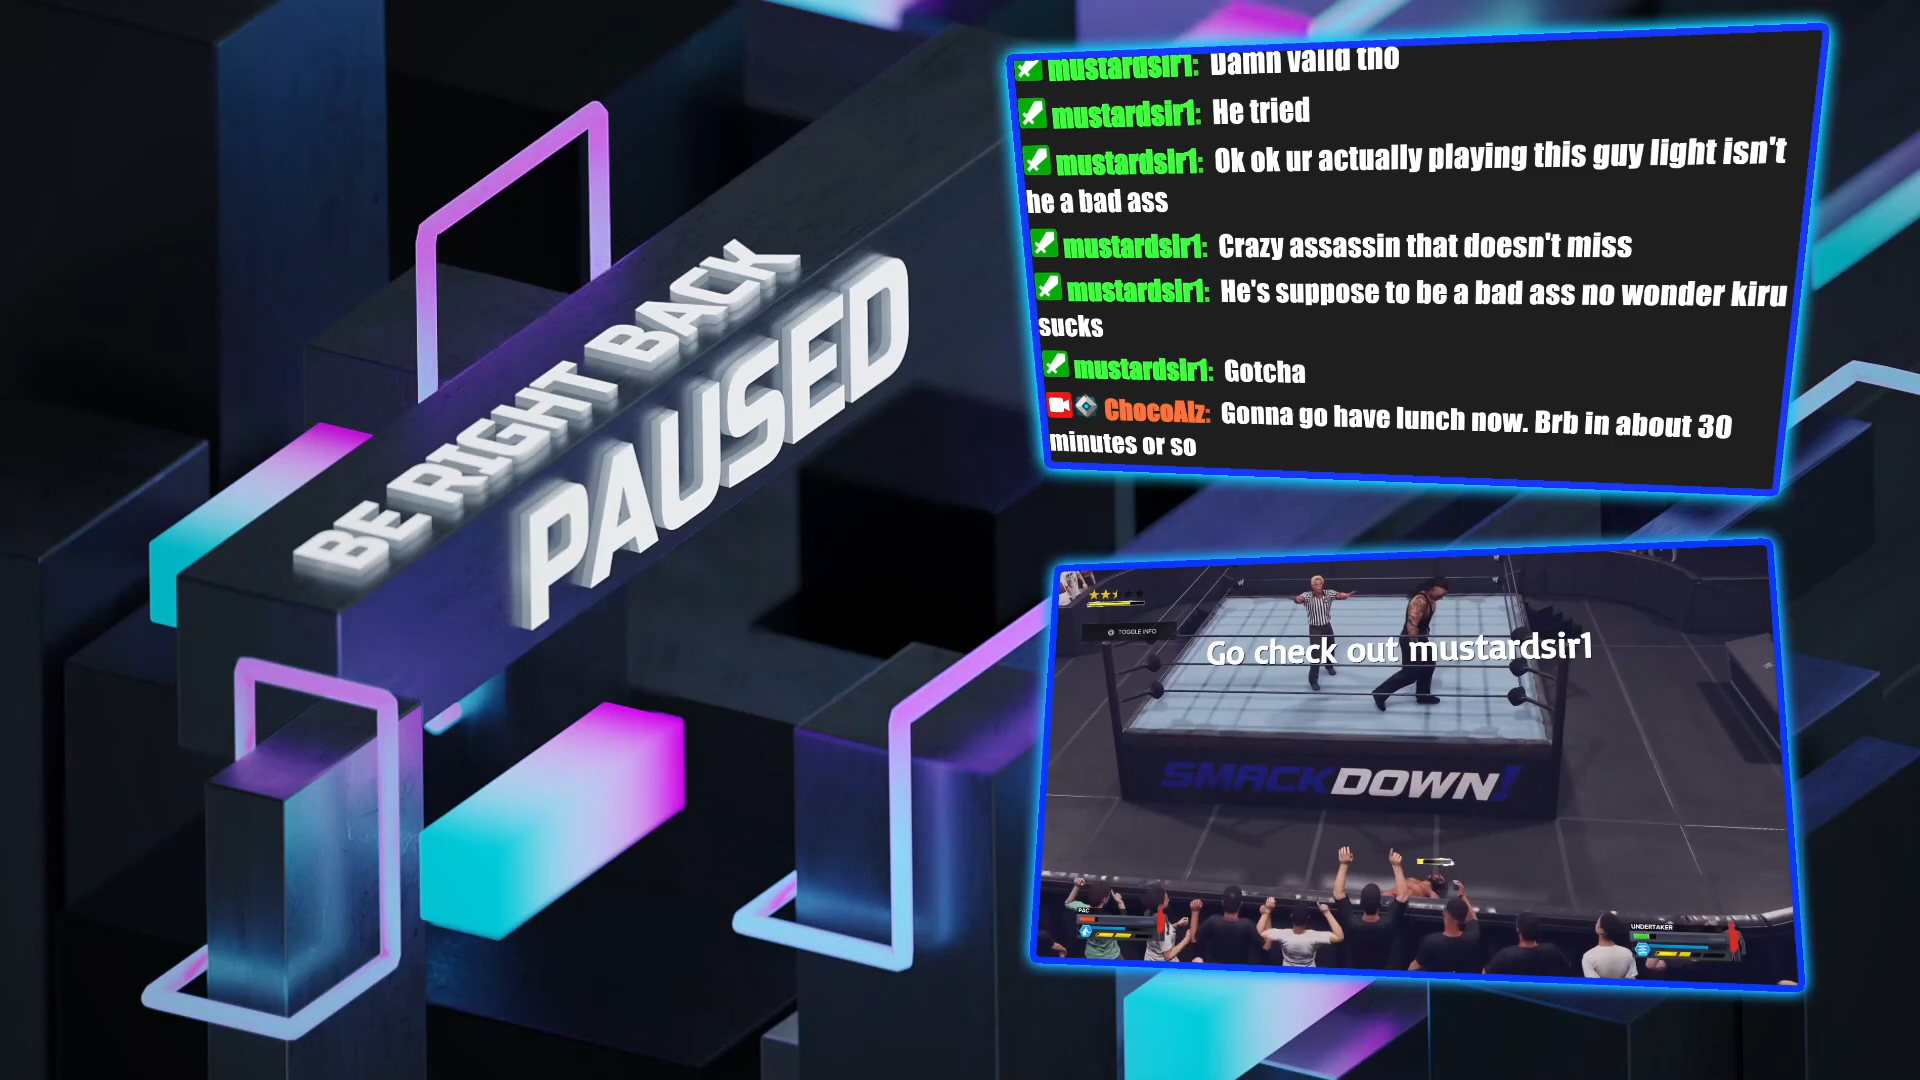 BE RIGHT BACK
PAUSED
mustardsir1: Damn valid tho
mustardsir1: He tried
mustardsir1: Ok ok ur actually playing this guy light isn't
he a bad ass
mustardsir1: Crazy assassin that doesn't miss
mustardsir1: He's suppose to be a bad ass no wonder kiru
sucks
mustardsir1: Gotcha
ChocoAlz: Gonna go have lunch now. Brb in about 30
minutes or so
TOGGLE INFO
Go check out mustardsir1
SMACKDOWN!
PAC
UNDERTAKER